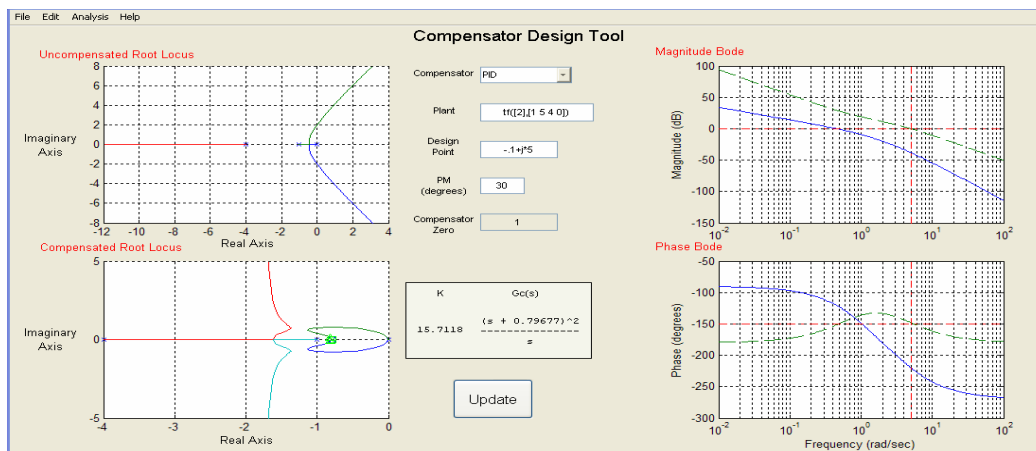 File Edit Analysis Help
Compensator Design Tool
Uncompensated Root Locus
8
6
4
2
0
-2
-4
-6
-8
Imaginary
Axis
-12 -10 -8 -6 -4 -2 0 2 4
Real Axis
Compensated Root Locus
5
0
-5
Imaginary
Axis
-4 -3 -2 -1 0
Real Axis
Compensator PID
Plant tf([2],[1 5 4 0])
Design
Point
-.1+j*5
PM
(degrees)
30
Compensator
Zero
1
K Gc(s)
15.7118
(s + 0.79677)^2
---------------
s
Update
Magnitude Bode
100
50
0
-50
-100
-150
Magnitude (dB)
10^-2 10^-1 10^0 10^1 10^2
Phase Bode
-50
-100
-150
-200
-250
-300
Phase (degrees)
10^-2 10^-1 10^0 10^1 10^2
Frequency (rad/sec)